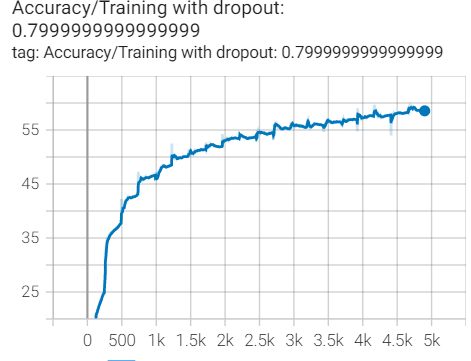 Accuracy/Training with dropout:
0.7999999999999999
tag: Accuracy/Training with dropout: 0.7999999999999999
55
45
35
25
0 500 1k 1.5k 2k 2.5k 3k 3.5k 4k 4.5k 5k